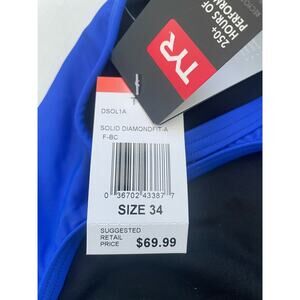 250+
HOURS OF
PERFORM
TYR
DSOL1A
SOLID DIAMONDFIT-A
F-BC
0 36702 43387 7
SIZE 34
SUGGESTED
RETAIL
PRICE $69.99